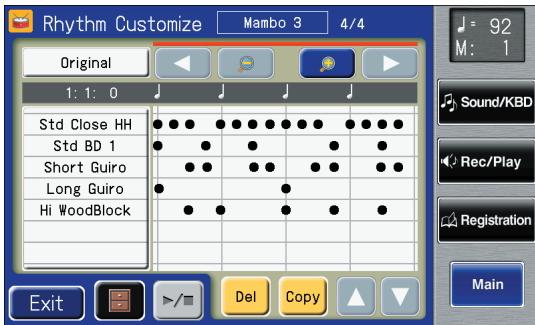 Rhythm Customize Mambo 3 4/4
♩= 92
M: 1
Original
1: 1: 0
Std Close HH
Std BD 1
Short Guiro
Long Guiro
Hi WoodBlock
Sound/KBD
Rec/Play
Registration
Main
Exit
Del
Copy